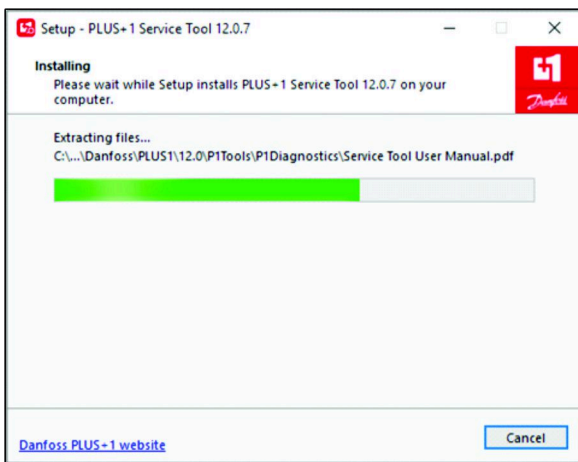 Setup - PLUS+1 Service Tool 12.0.7
Installing
Please wait while Setup installs PLUS+1 Service Tool 12.0.7 on your
computer.
Danfoss
Extracting files...
C:\...\Danfoss\PLUS1\12.0\P1Tools\P1Diagnostics\Service Tool User Manual.pdf
Danfoss PLUS+1 website
Cancel